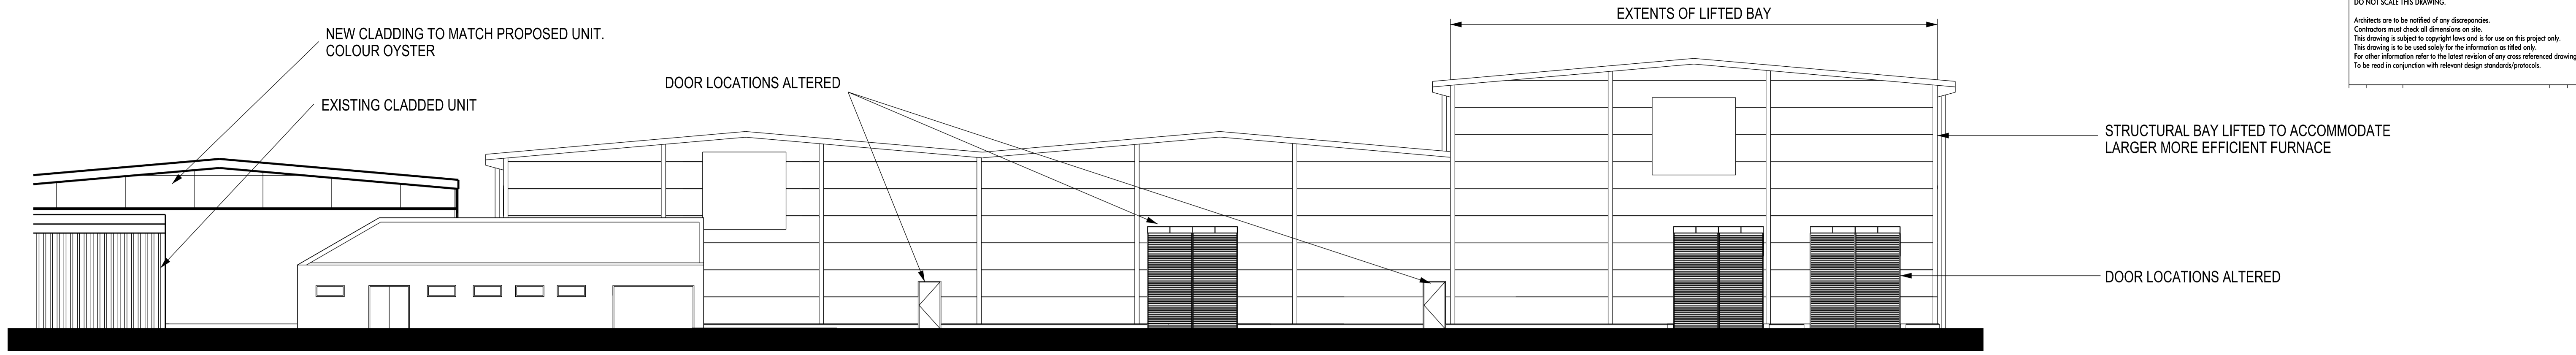 DO NOT SCALE THIS DRAWING.
Architects are to be notified of any discrepancies.
Contractors must check all dimensions on site.
This drawing is subject to copyright laws and is for use on this project only.
This drawing is to be used solely for the information as titled only.
For other information refer to the latest revision of any cross referenced drawing
To be read in conjunction with relevant design standards/protocols.
EXTENTS OF LIFTED BAY
NEW CLADDING TO MATCH PROPOSED UNIT.
COLOUR OYSTER
DOOR LOCATIONS ALTERED
EXISTING CLADDED UNIT
STRUCTURAL BAY LIFTED TO ACCOMMODATE
LARGER MORE EFFICIENT FURNACE
DOOR LOCATIONS ALTERED